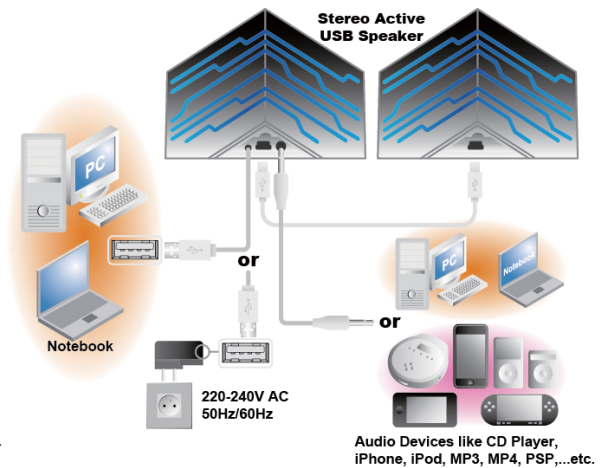 Stereo Active
USB Speaker
PC
or
PC
Notebook
or
Notebook
220-240V AC
50Hz/60Hz
Audio Devices like CD Player,
iPhone, iPod, MP3, MP4, PSP,...etc.